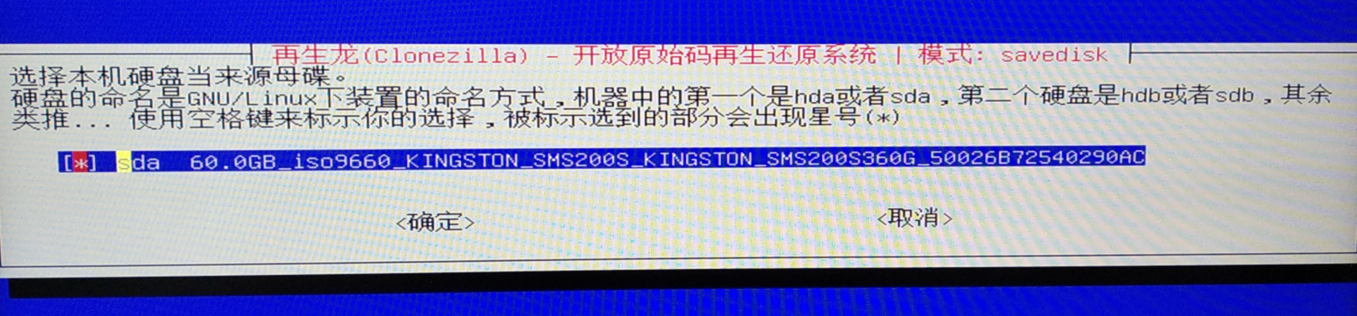 再生龙(Clonezilla) - 开放原始码再生还原系统 | 模式: savedisk
选择本机硬盘当来源母碟。
硬盘的命名是GNU/Linux下装置的命名方式,机器中的第一个是hda或者sda,第二个硬盘是hdb或者sdb,其余
类推... 使用空格键来标示你的选择,被标示选到的部分会出现星号(*)
[*] sda 60.0GB_iso9660_KINGSTON_SMS200S_KINGSTON_SMS200S360G_50026B72540290AC
<确定> <取消>